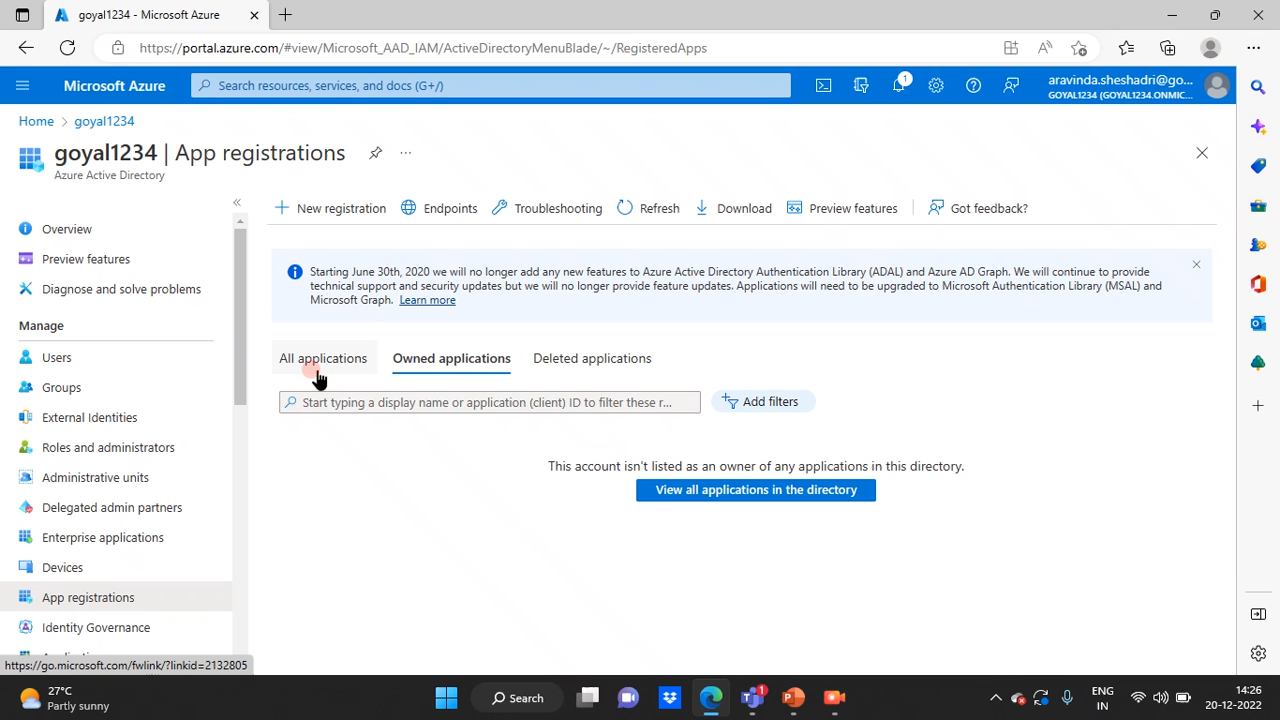 goyal1234 - Microsoft Azure
https://portal.azure.com/#view/Microsoft_AAD_IAM/ActiveDirectoryMenuBlade/~/RegisteredApps
Microsoft Azure
Search resources, services, and docs (G+/)
1
aravinda.sheshadri@go...
GOYAL1234 (GOYAL1234.ONMIC...
Home > goyal1234
goyal1234 | App registrations
Azure Active Directory
New registration
Endpoints
Troubleshooting
Refresh
Download
Preview features
Got feedback?
Overview
Preview features
Diagnose and solve problems
Manage
Users
Groups
External Identities
Roles and administrators
Administrative units
Delegated admin partners
Enterprise applications
Devices
App registrations
Identity Governance
Starting June 30th, 2020 we will no longer add any new features to Azure Active Directory Authentication Library (ADAL) and Azure AD Graph. We will continue to provide
technical support and security updates but we will no longer provide feature updates. Applications will need to be upgraded to Microsoft Authentication Library (MSAL) and
Microsoft Graph. Learn more
All applications
Owned applications
Deleted applications
Start typing a display name or application (client) ID to filter these r...
Add filters
This account isn't listed as an owner of any applications in this directory.
View all applications in the directory
https://go.microsoft.com/fwlink/?linkid=2132805
27°C
Partly sunny
Search
1
ENG
IN
14:26
20-12-2022